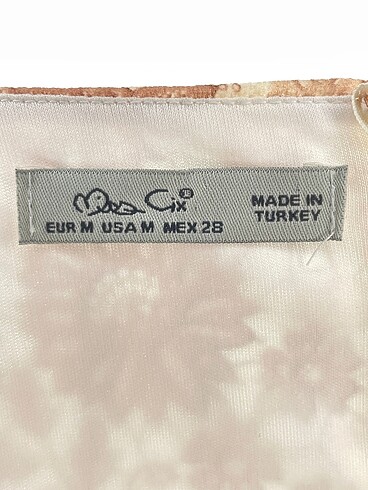 Miss Cix®
EUR M USA M MEX 28
MADE IN
TURKEY